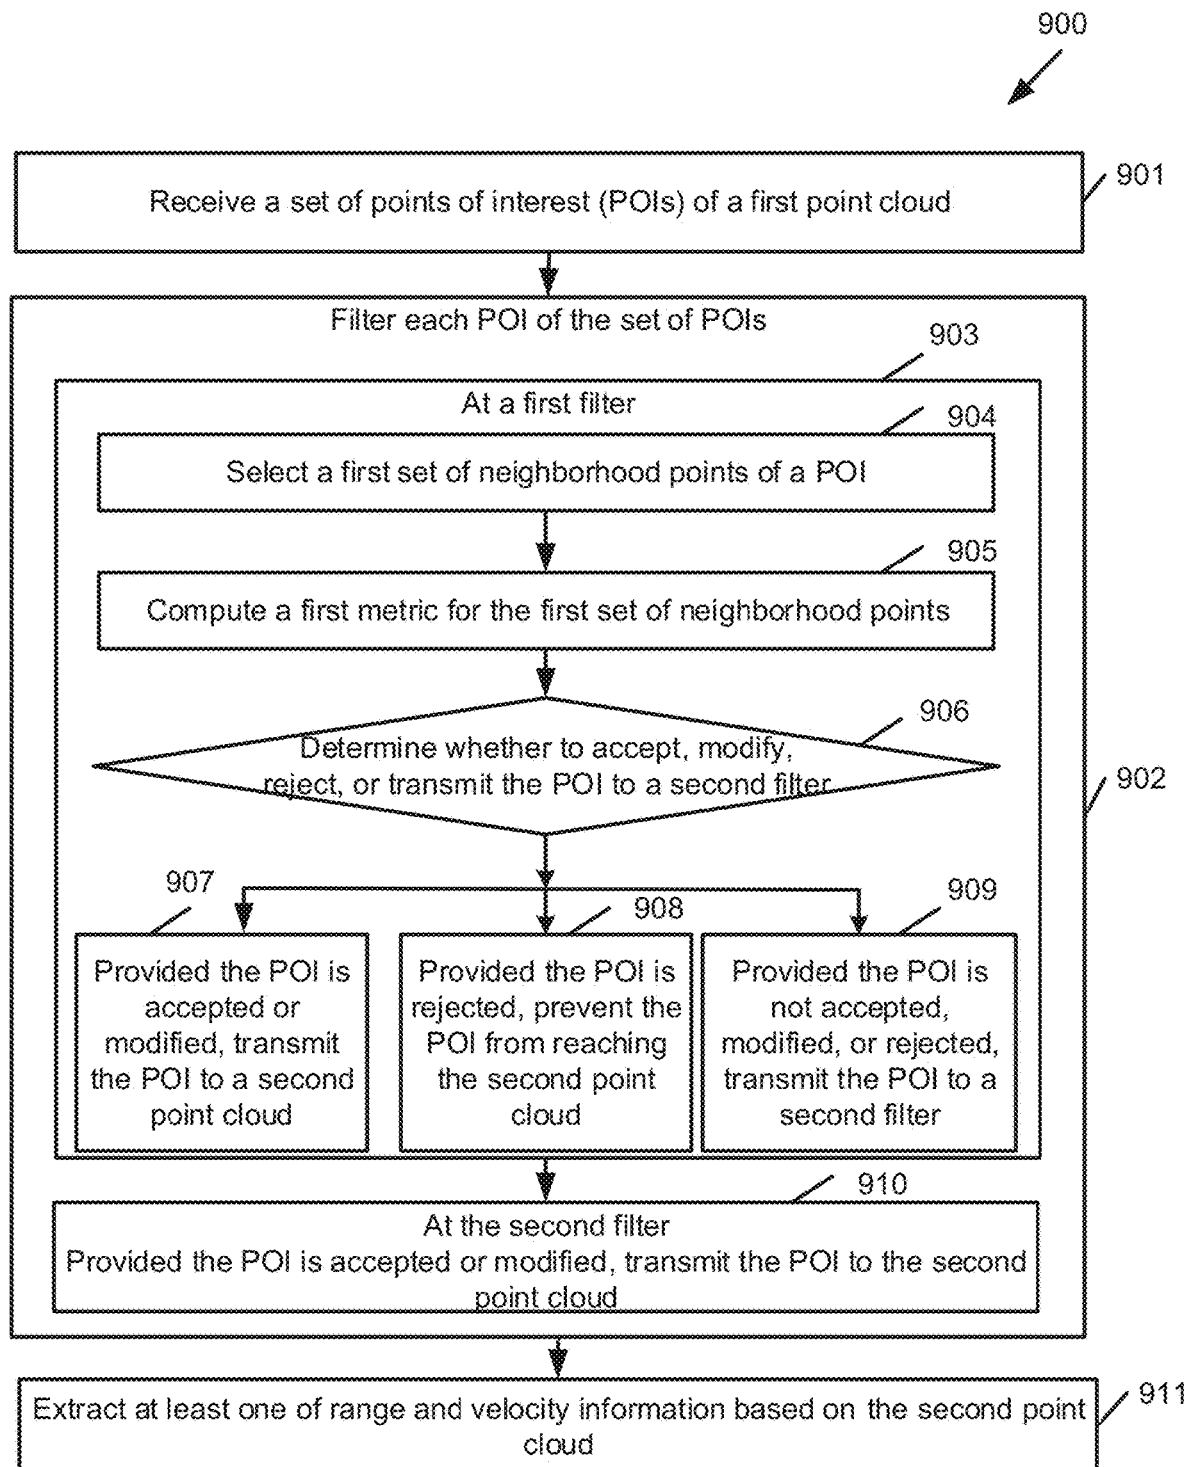 900
Receive a set of points of interest (POIs) of a first point cloud
901
Filter each POI of the set of POIs
902
903
At a first filter
904
Select a first set of neighborhood points of a POI
905
Compute a first metric for the first set of neighborhood points
906
Determine whether to accept, modify,
reject, or transmit the POI to a second filter
907
Provided the POI is
accepted or
modified, transmit
the POI to a second
point cloud
908
Provided the POI is
rejected, prevent the
POI from reaching
the second point
cloud
909
Provided the POI is
not accepted,
modified, or rejected,
transmit the POI to a
second filter
910
At the second filter
Provided the POI is accepted or modified, transmit the POI to the second
point cloud
911
Extract at least one of range and velocity information based on the second point
cloud